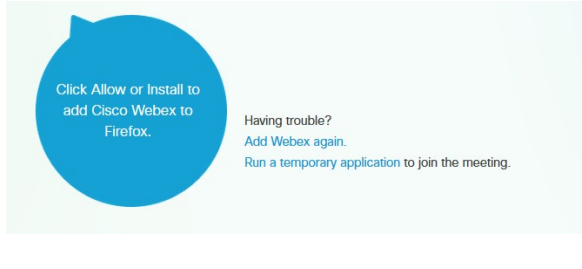 Click Allow or Install to
add Cisco Webex to
Firefox.
Having trouble?
Add Webex again.
Run a temporary application to join the meeting.